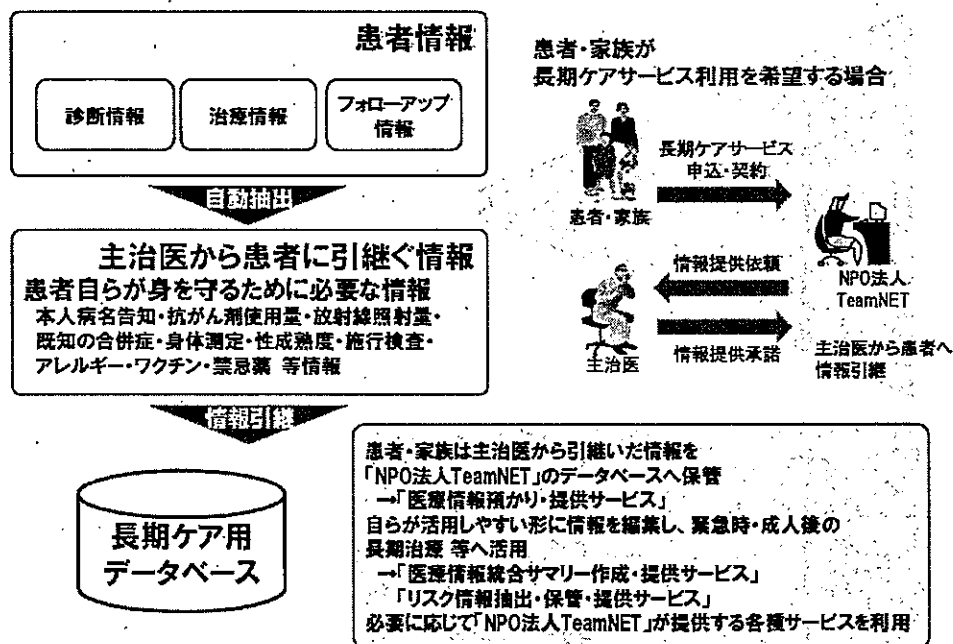 患者情報
診断情報
治療情報
フォローアップ
情報
自動抽出
主治医から患者に引継ぐ情報
患者自らが身を守るために必要な情報
本人病名告知・抗がん剤使用量・放射線照射量・
既知の合併症・身体測定・性成熟度・施行検査・
アレルギー・ワクチン・禁忌薬 等情報
情報引継
長期ケア用
データベース
患者・家族が
長期ケアサービス利用を希望する場合
長期ケアサービス
申込・契約
患者・家族
NPO法人
TeamNET
情報提供依頼
主治医
情報提供承諾
主治医から患者へ
情報引継
患者・家族は主治医から引継いだ情報を
「NPO法人TeamNET」のデータベースへ保管
→「医療情報預かり・提供サービス」
自らが活用しやすい形に情報を編集し、緊急時・成人後の
長期治療 等へ活用
→「医療情報統合サマリー作成・提供サービス」
「リスク情報抽出・保管・提供サービス」
必要に応じて「NPO法人TeamNET」が提供する各種サービスを利用